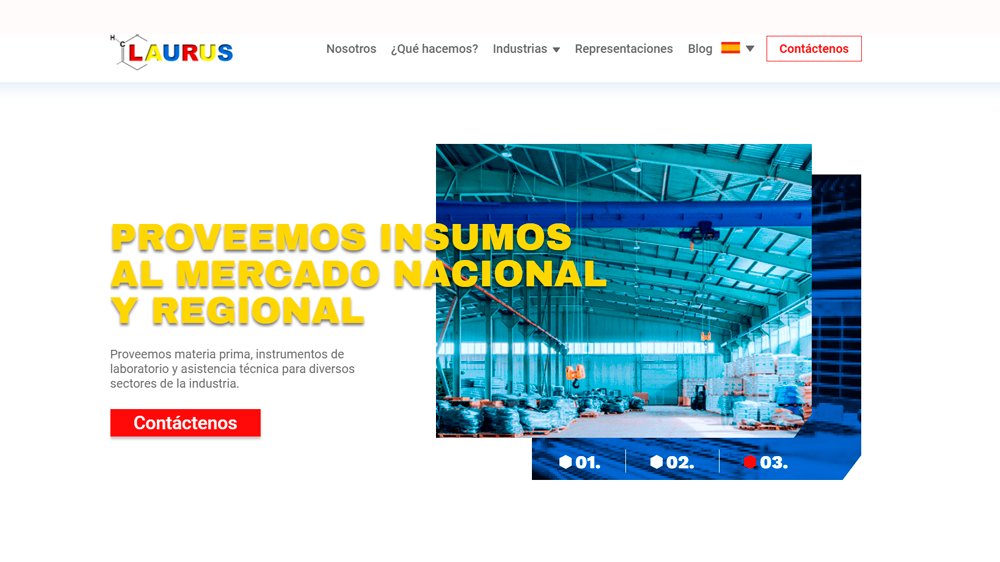 H
C
LAURUS
Nosotros ¿Qué hacemos? Industrias Representaciones Blog Contáctenos
PROVEEMOS INSUMOS
AL MERCADO NACIONAL
Y REGIONAL
Proveemos materia prima, instrumentos de
laboratorio y asistencia técnica para diversos
sectores de la industria.
Contáctenos
01. 02. 03.